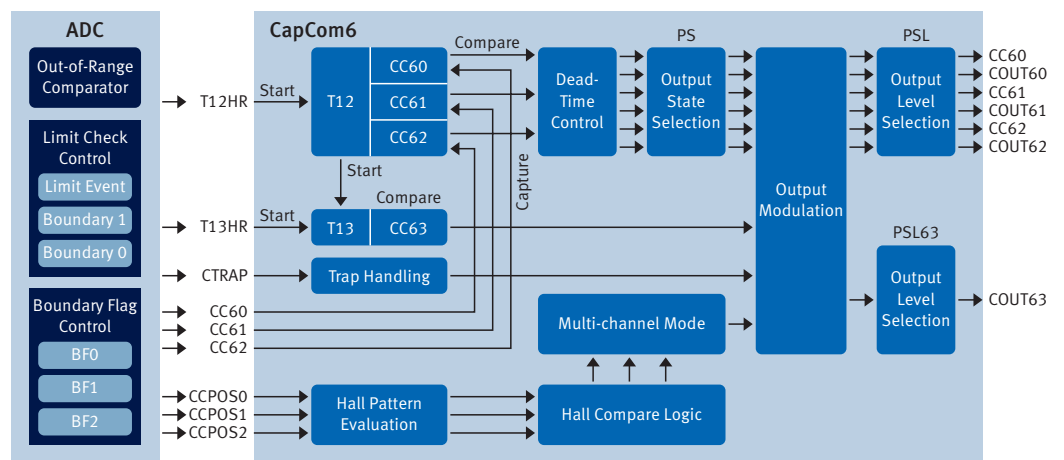 ADC
Out-of-Range
Comparator
Limit Check
Control
Limit Event
Boundary 1
Boundary 0
Boundary Flag
Control
BF0
BF1
BF2
T12HR
T13HR
CTRAP
CC60
CC61
CC62
CCPOS0
CCPOS1
CCPOS2
CapCom6
Start
T12
CC60
CC61
CC62
Compare
Start
Capture
Start
T13
Compare
CC63
Trap Handling
Hall Pattern
Evaluation
Dead-
Time
Control
PS
Output
State
Selection
Multi-channel Mode
Hall Compare Logic
Output
Modulation
PSL
Output
Level
Selection
PSL63
Output
Level
Selection
CC60
COUT60
CC61
COUT61
CC62
COUT62
COUT63